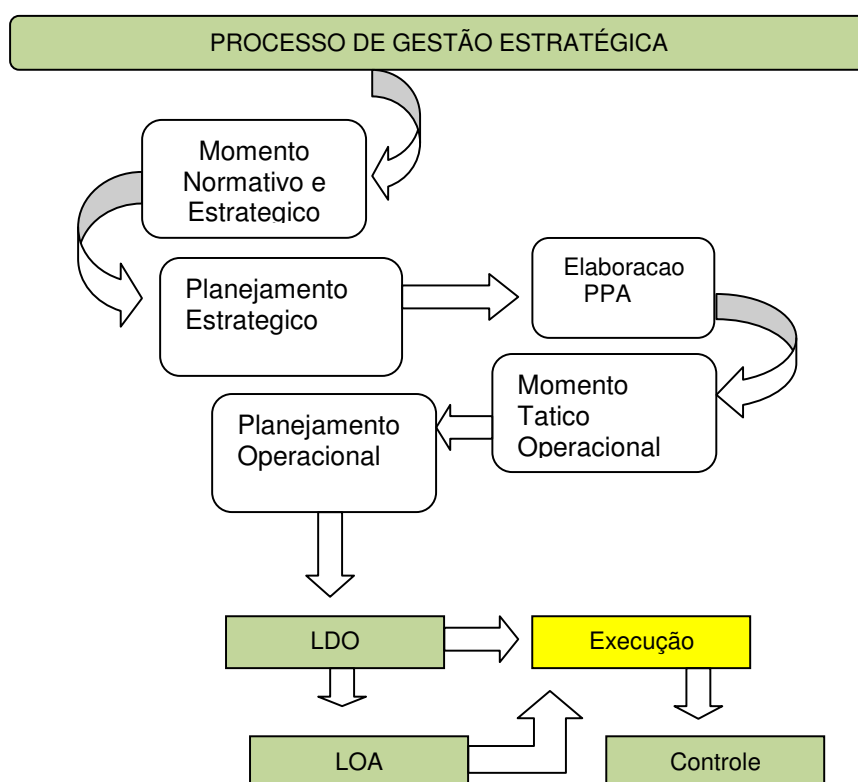 PROCESSO DE GESTÃO ESTRATÉGICA
Momento
Normativo e
Estrategico
Planejamento
Estrategico
Elaboracao
PPA
Momento
Tatico
Operacional
Planejamento
Operacional
LDO
Execução
LOA
Controle